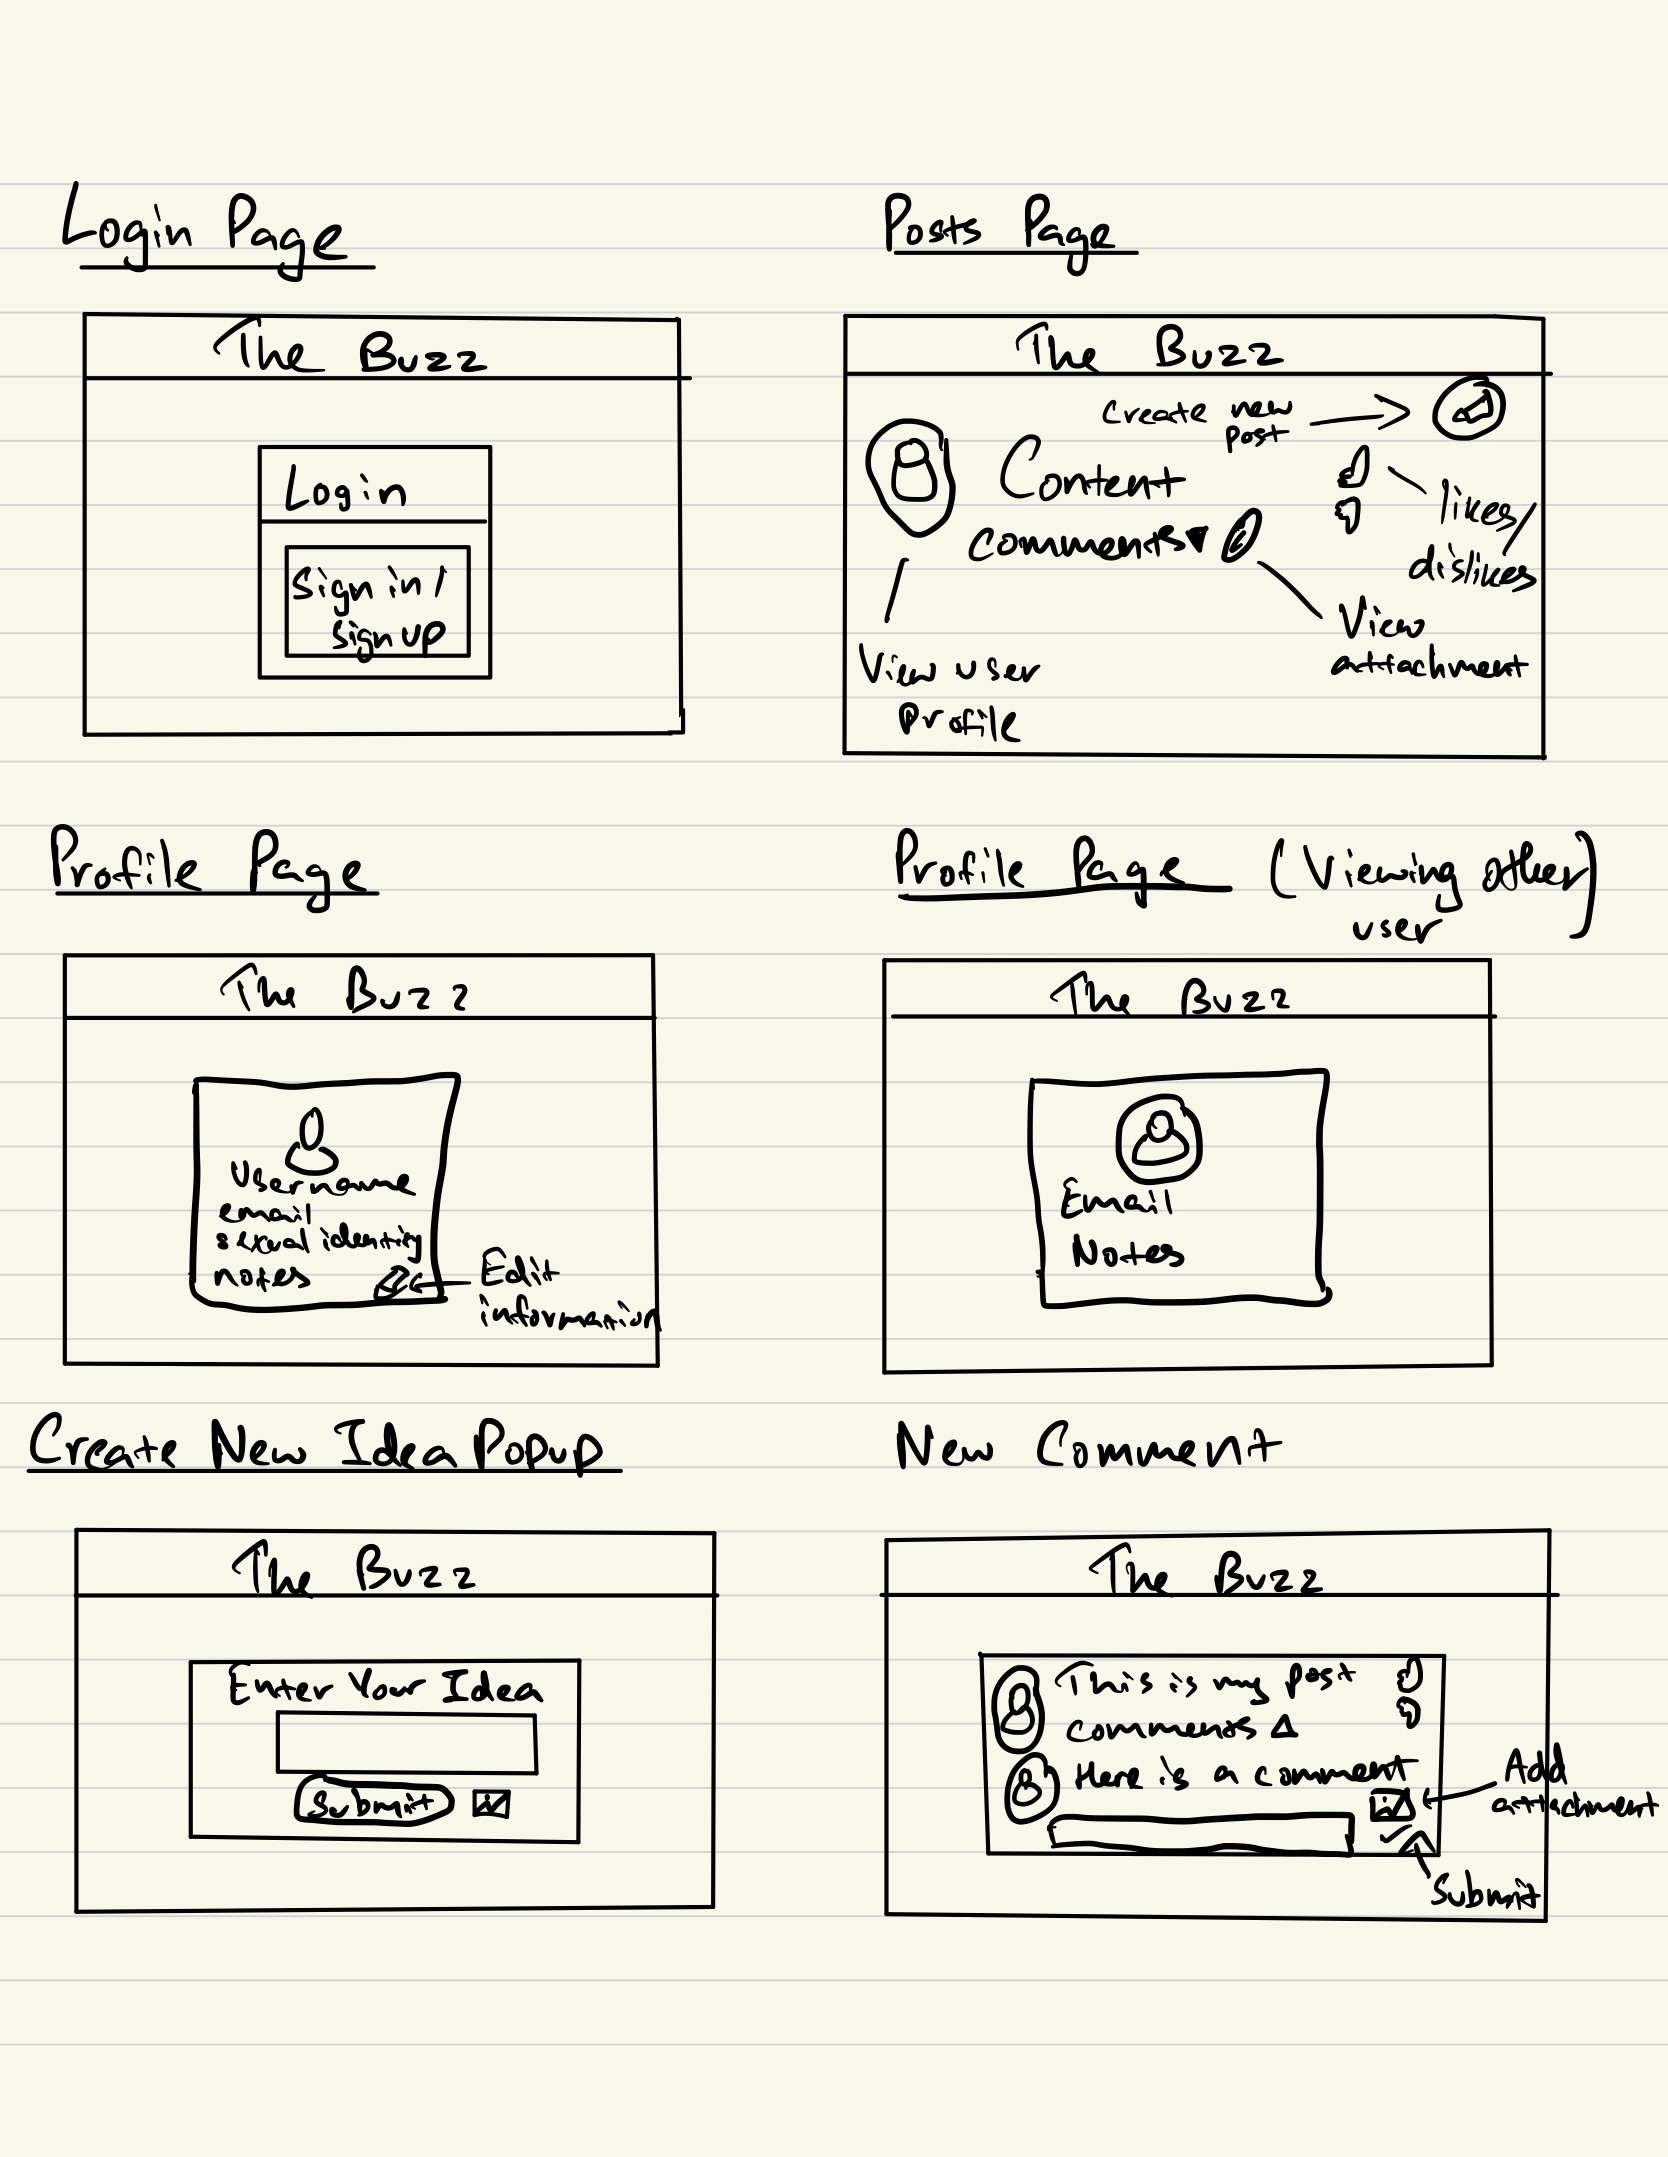 Login Page
The Buzz
Login
Sign in /
sign up
Posts Page
The Buzz
Create new
post
Content
comments
likes/
dislikes
View user
profile
View
attachment
Profile Page
The Buzz
Username
email
sexual identity
notes
Edit
information
Profile Page (Viewing other
user)
The Buzz
Email
Notes
Create New Idea Popup
The Buzz
Enter Your Idea
Submit
New Comment
The Buzz
This is my post
comments
Here is a comment
Add
attachment
Submit